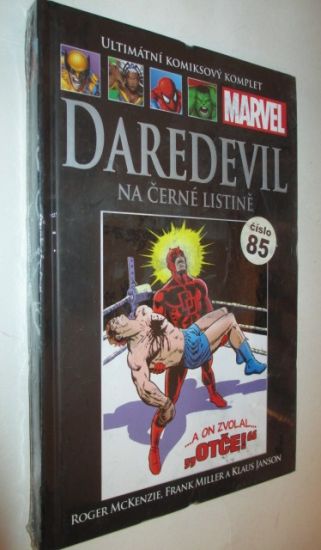 ULTIMÁTNÍ KOMIKSOVÝ KOMPLET
MARVEL
DAREDEVIL
NA ČERNÉ LISTINĚ
číslo
85
...A ON ZVOLAL...
„OTČE!“
ROGER MCKENZIE, FRANK MILLER A KLAUS JANSON